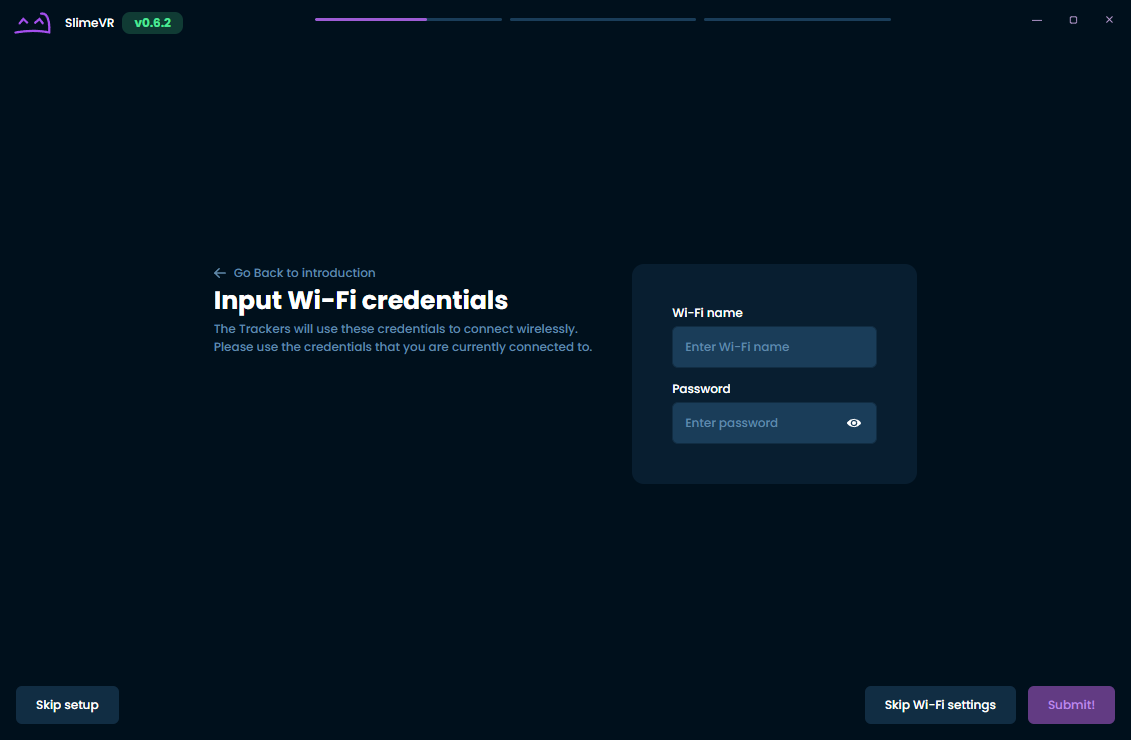 SlimeVR v0.6.2
Go Back to introduction
Input Wi-Fi credentials
The Trackers will use these credentials to connect wirelessly.
Please use the credentials that you are currently connected to.
Wi-Fi name
Enter Wi-Fi name
Password
Enter password
Skip setup
Skip Wi-Fi settings
Submit!